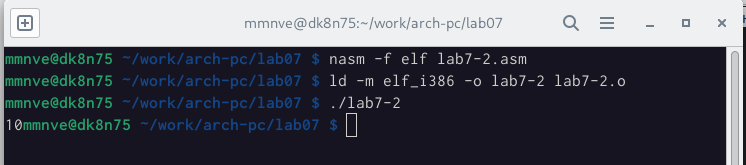 mmnve@dk8n75:~/work/arch-pc/lab07
mmnve@dk8n75 ~/work/arch-pc/lab07 $ nasm -f elf lab7-2.asm
mmnve@dk8n75 ~/work/arch-pc/lab07 $ ld -m elf_i386 -o lab7-2 lab7-2.o
mmnve@dk8n75 ~/work/arch-pc/lab07 $ ./lab7-2
10mmnve@dk8n75 ~/work/arch-pc/lab07 $